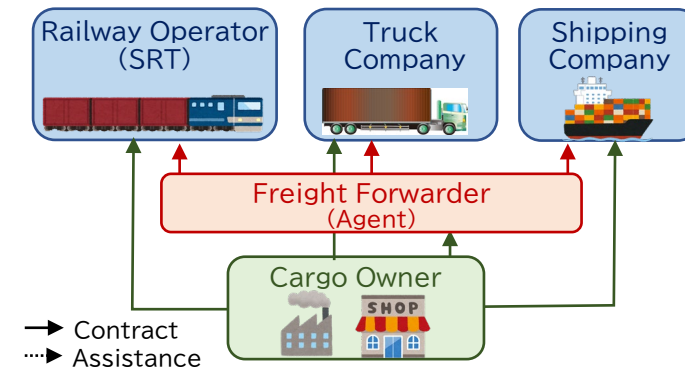 Railway Operator
(SRT)
Truck
Company
Shipping
Company
Freight Forwarder
(Agent)
Cargo Owner
SHOP
Contract
Assistance